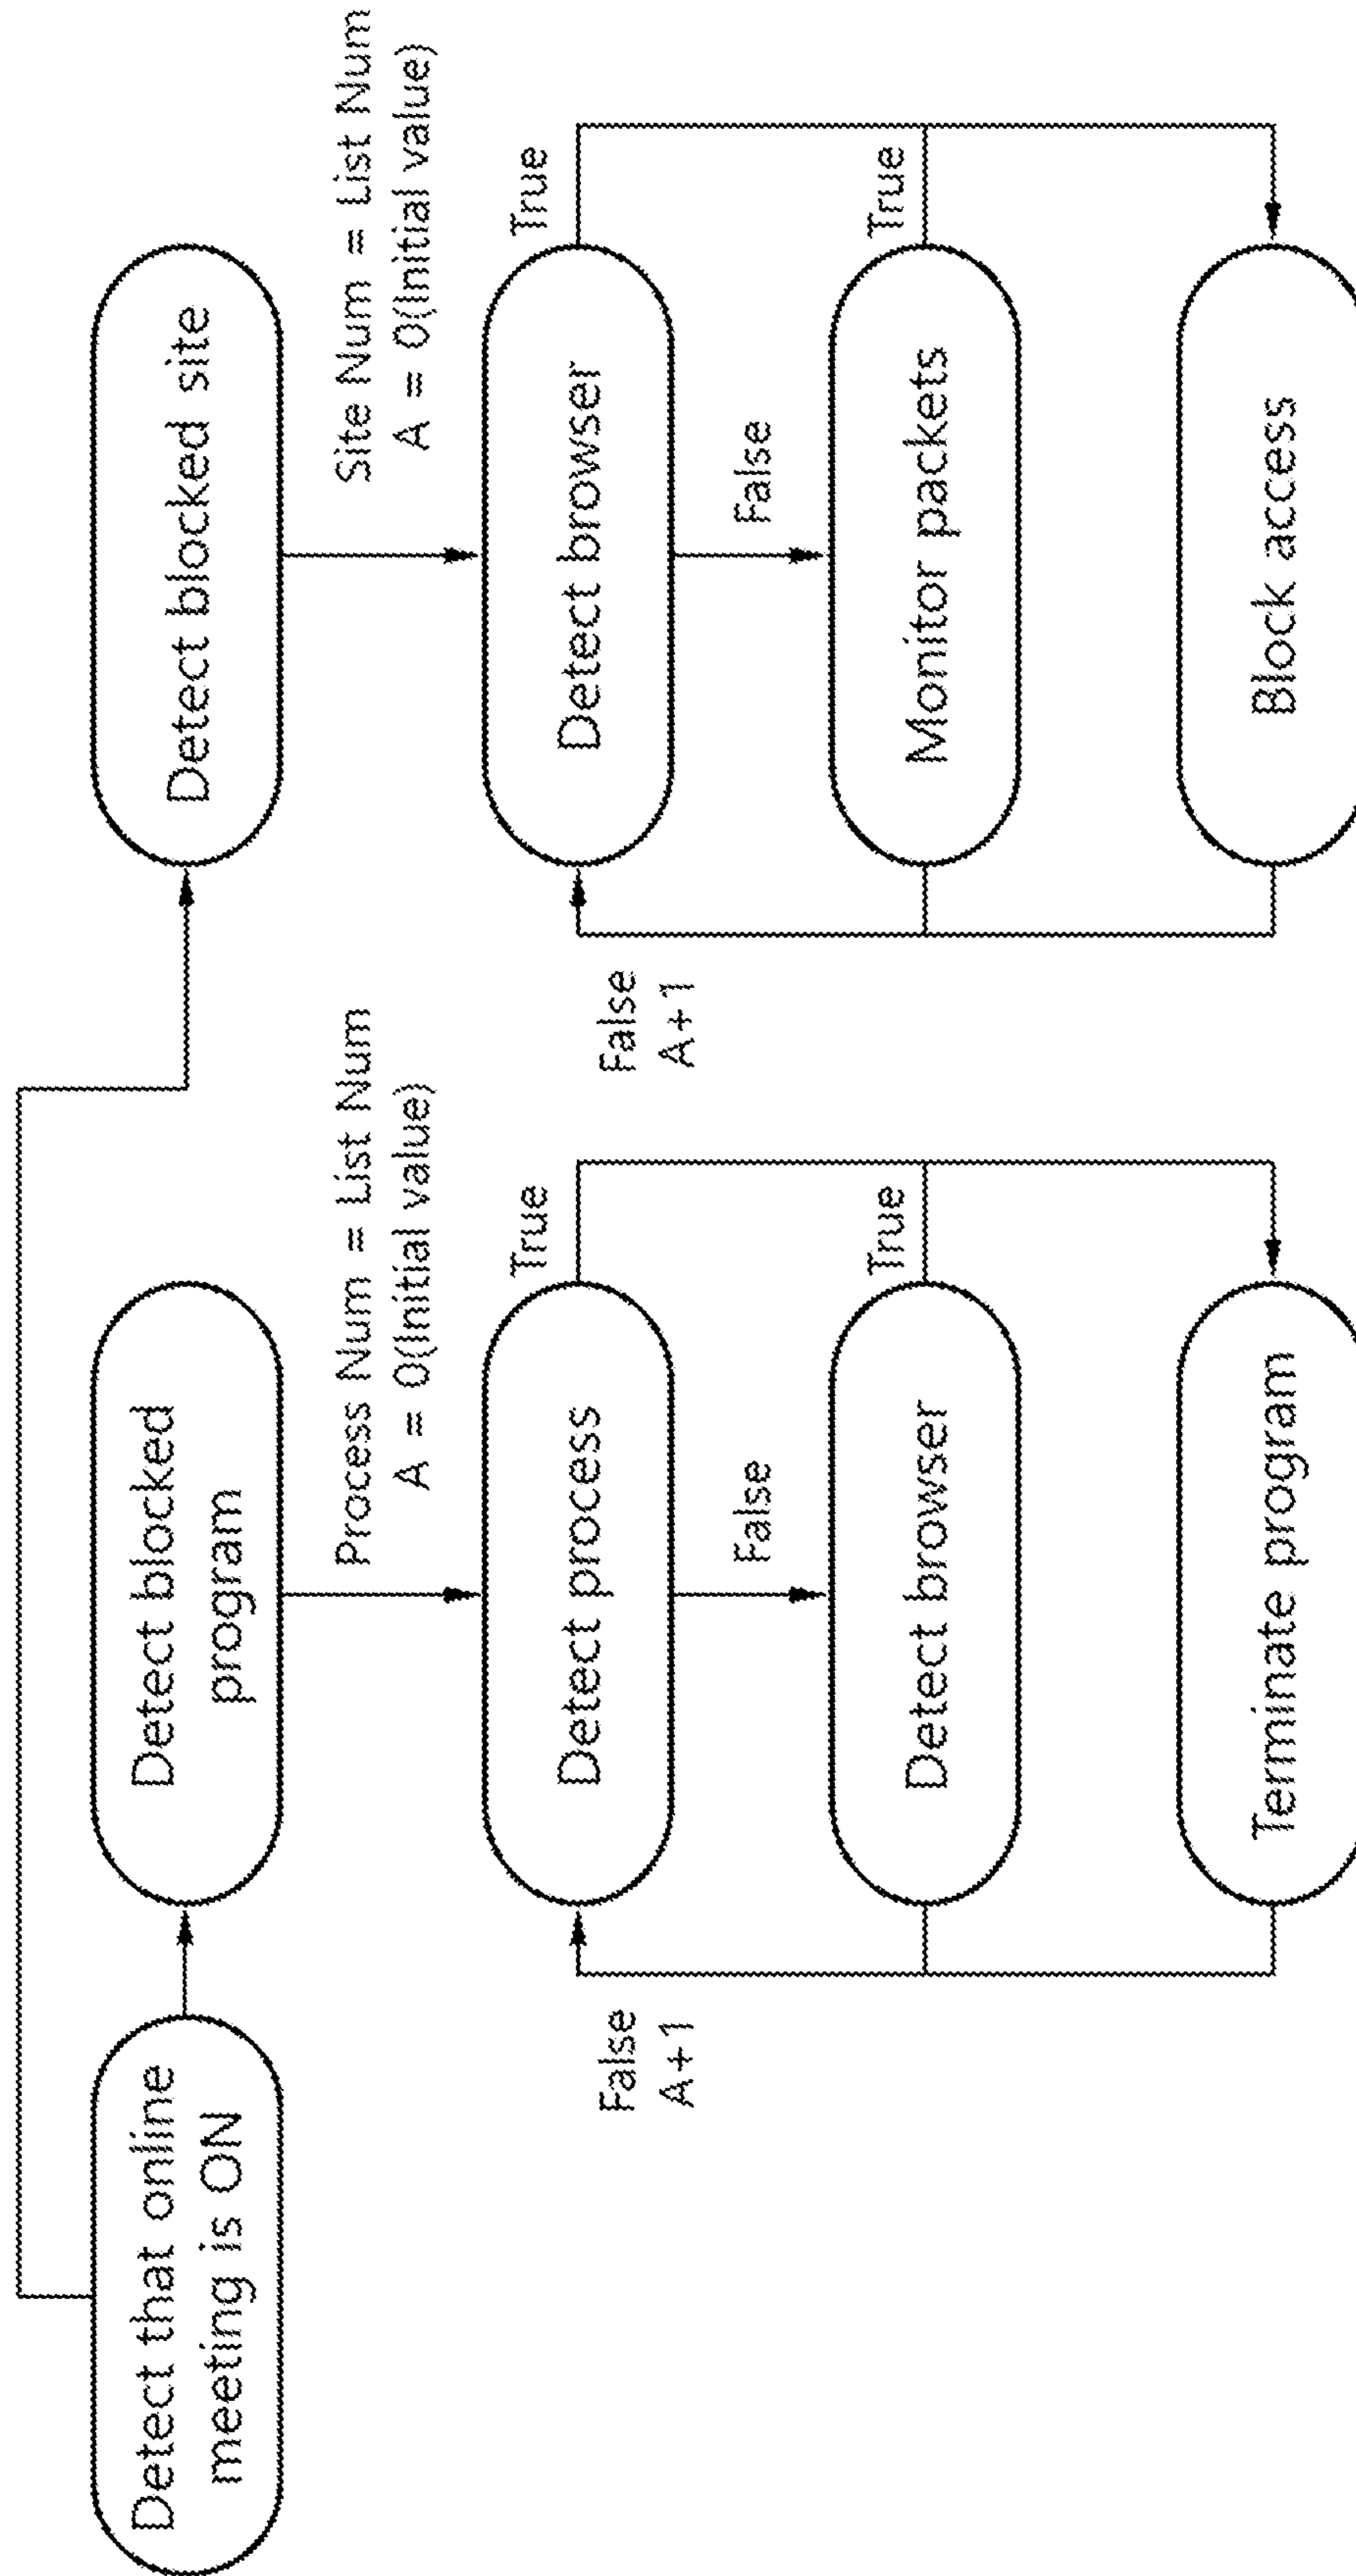 Detect that online
meeting is ON
Detect blocked
program
Detect blocked site
Process Num = List Num
A = 0(Initial value)
Site Num = List Num
A = 0(Initial value)
False
A+1
Detect process
True
False
A+1
Detect browser
True
False
False
Detect browser
True
Monitor packets
True
Terminate program
Block access